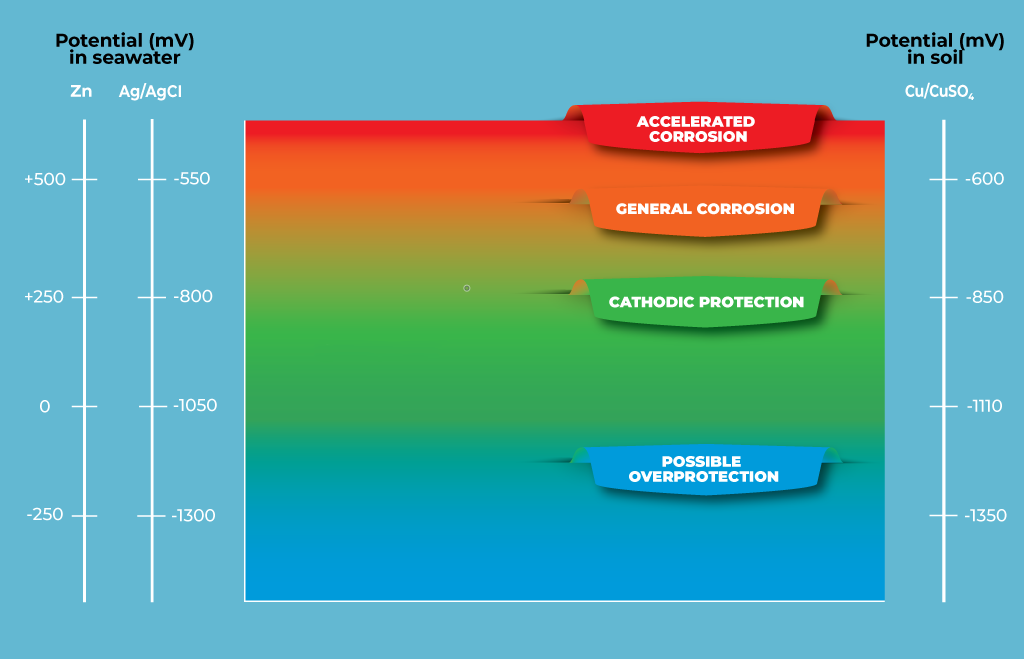 Potential (mV)
in seawater
Potential (mV)
in soil
Zn
Ag/AgCl
Cu/CuSO₄
ACCELERATED
CORROSION
+500
-550
-600
GENERAL CORROSION
+250
-800
CATHODIC PROTECTION
-850
0
-1050
-1110
POSSIBLE
OVERPROTECTION
-250
-1300
-1350